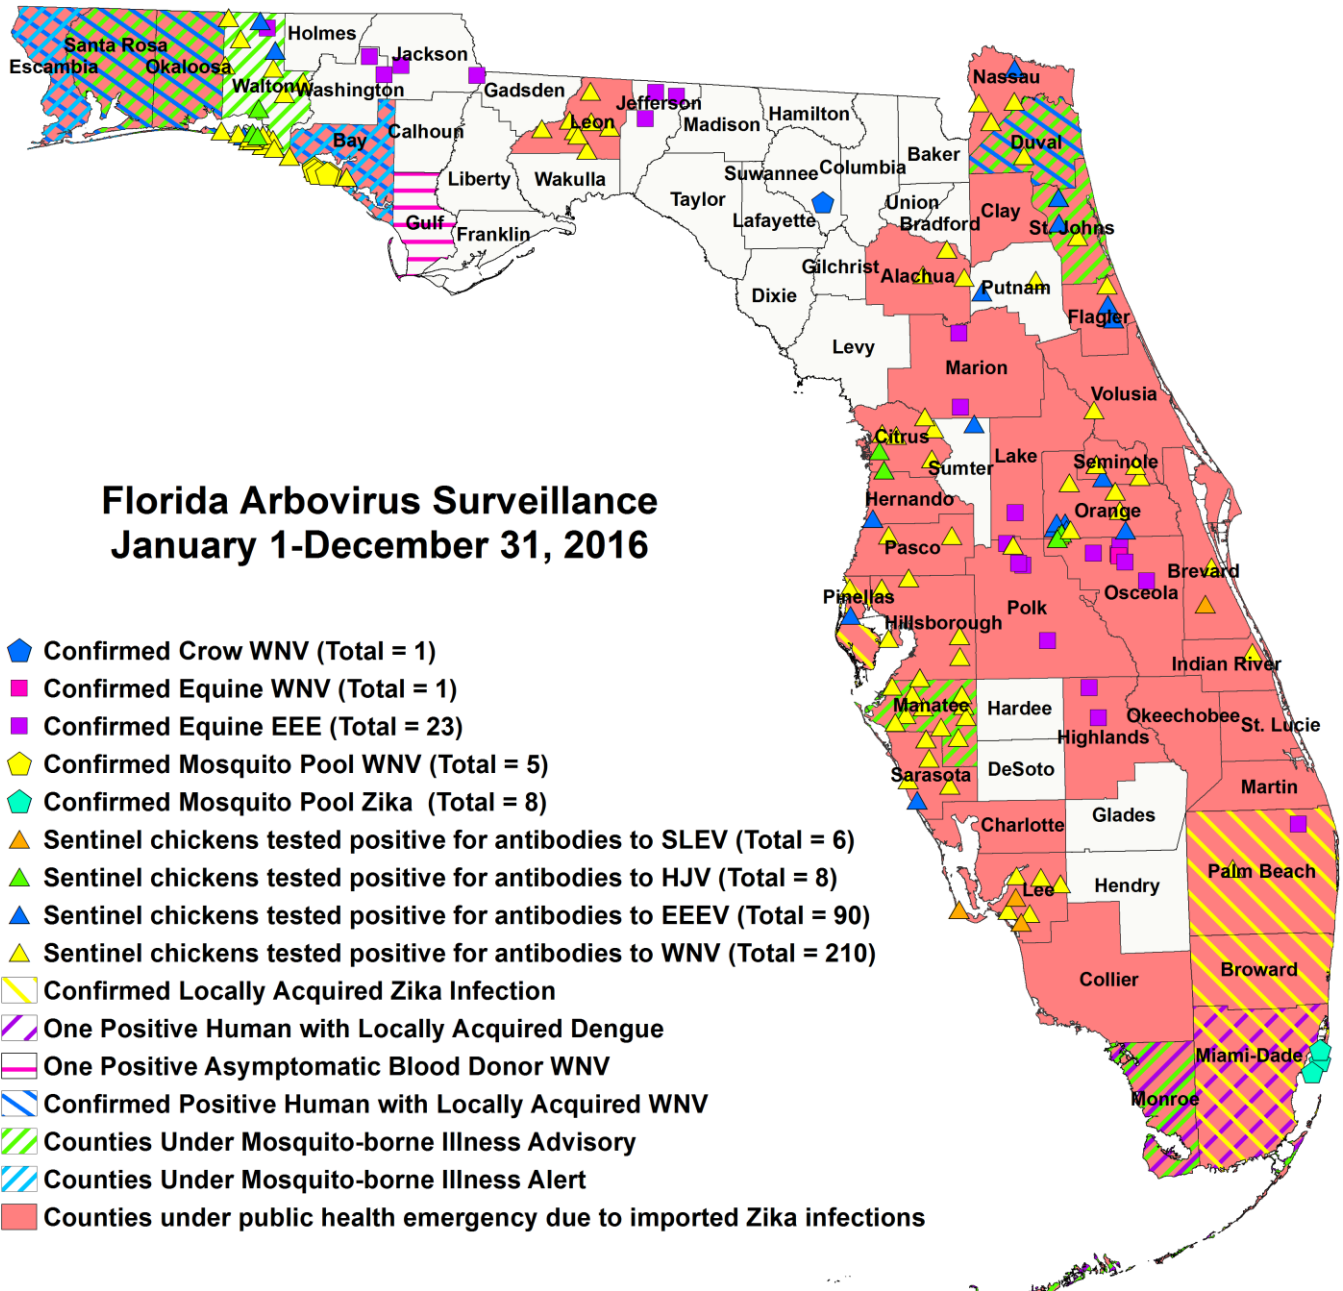 Holmes
Jackson
Santa Rosa
Escambia
Okaloosa
Walton
Washington
Gadsden
Jefferson
Leon
Madison
Hamilton
Nassau
Bay
Calhoun
Liberty
Wakulla
Gulf
Franklin
Taylor
Suwannee
Columbia
Baker
Duval
Lafayette
Union
Bradford
Clay
St. Johns
Gilchrist
Alachua
Putnam
Dixie
Flagler
Levy
Marion
Volusia
Citrus
Sumter
Lake
Seminole
Hernando
Orange
Pasco
Brevard
Pinellas
Polk
Osceola
Hillsborough
Indian River
Manatee
Hardee
Okeechobee
St. Lucie
Highlands
Sarasota
DeSoto
Martin
Charlotte
Glades
Palm Beach
Lee
Hendry
Broward
Collier
Miami-Dade
Monroe
Florida Arbovirus Surveillance
January 1-December 31, 2016
Confirmed Crow WNV (Total = 1)
Confirmed Equine WNV (Total = 1)
Confirmed Equine EEE (Total = 23)
Confirmed Mosquito Pool WNV (Total = 5)
Confirmed Mosquito Pool Zika (Total = 8)
Sentinel chickens tested positive for antibodies to SLEV (Total = 6)
Sentinel chickens tested positive for antibodies to HJV (Total = 8)
Sentinel chickens tested positive for antibodies to EEEV (Total = 90)
Sentinel chickens tested positive for antibodies to WNV (Total = 210)
Confirmed Locally Acquired Zika Infection
One Positive Human with Locally Acquired Dengue
One Positive Asymptomatic Blood Donor WNV
Confirmed Positive Human with Locally Acquired WNV
Counties Under Mosquito-borne Illness Advisory
Counties Under Mosquito-borne Illness Alert
Counties under public health emergency due to imported Zika infections